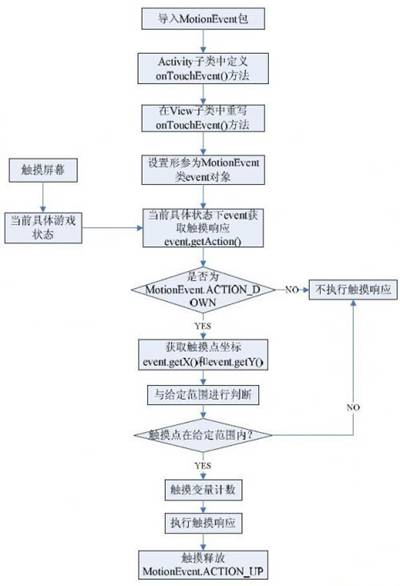 导入MotionEvent包
Activity子类中定义
onTouchEvent()方法
在View子类中重写
onTouchEvent()方法
设置形参为MotionEvent
类event对象
触摸屏幕
当前具体游戏
状态
当前具体状态下event获
取触摸响应
event.getAction()
是否为
MotionEvent.ACTION_D
OWN
NO
不执行触摸响应
YES
获取触摸点坐标
event.getX()和event.getY()
与给定范围进行判断
NO
触摸点在给定范围内?
YES
触摸变量计数
执行触摸响应
触摸释放
MotionEvent.ACTION_UP